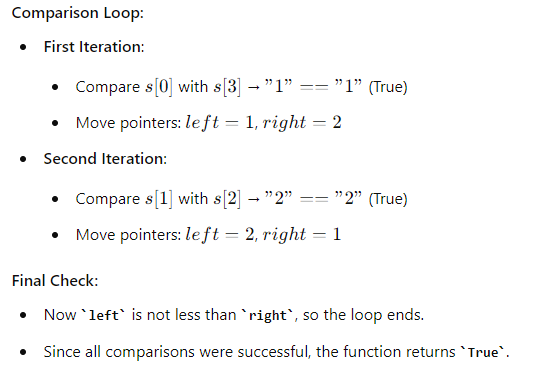 Comparison Loop:
• First Iteration:
• Compare s[0] with s[3] → ”1” == ”1” (True)
• Move pointers: left = 1, right = 2
• Second Iteration:
• Compare s[1] with s[2] → ”2” == ”2” (True)
• Move pointers: left = 2, right = 1
Final Check:
• Now `left` is not less than `right`, so the loop ends.
• Since all comparisons were successful, the function returns `True`.